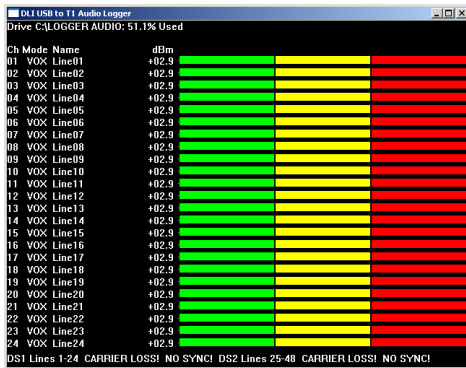 DLI USB to T1 Audio Logger
Drive C:\LOGGER AUDIO: 51.1% Used
Ch Mode Name dBm
01 VOX Line01 +02.9
02 VOX Line02 +02.9
03 VOX Line03 +02.9
04 VOX Line04 +02.9
05 VOX Line05 +02.9
06 VOX Line06 +02.9
07 VOX Line07 +02.9
08 VOX Line08 +02.9
09 VOX Line09 +02.9
10 VOX Line10 +02.9
11 VOX Line11 +02.9
12 VOX Line12 +02.9
13 VOX Line13 +02.9
14 VOX Line14 +02.9
15 VOX Line15 +02.9
16 VOX Line16 +02.9
17 VOX Line17 +02.9
18 VOX Line18 +02.9
19 VOX Line19 +02.9
20 VOX Line20 +02.9
21 VOX Line21 +02.9
22 VOX Line22 +02.9
23 VOX Line23 +02.9
24 VOX Line24 +02.9
DS1 Lines 1-24 CARRIER LOSS! NO SYNC! DS2 Lines 25-48 CARRIER LOSS! NO SYNC!